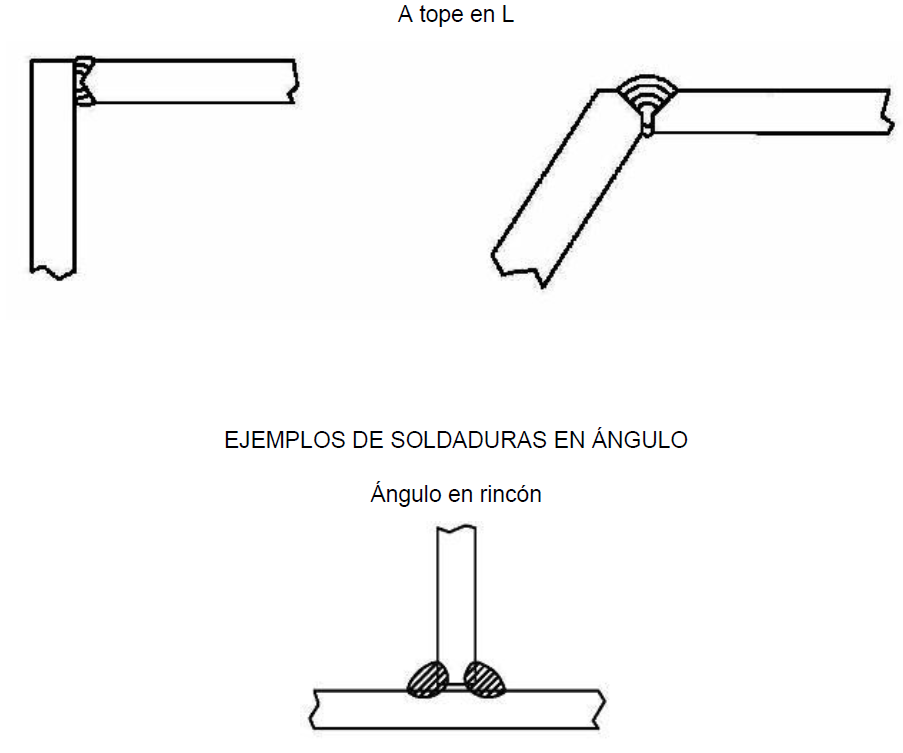 A tope en L
EJEMPLOS DE SOLDADURAS EN ÁNGULO
Ángulo en rincón